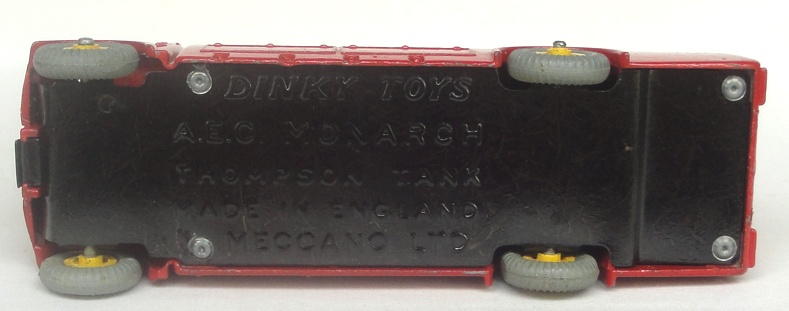 DINKY TOYS
A.E.C. MONARCH
THOMPSON TANK
MADE IN ENGLAND
MECCANO LTD